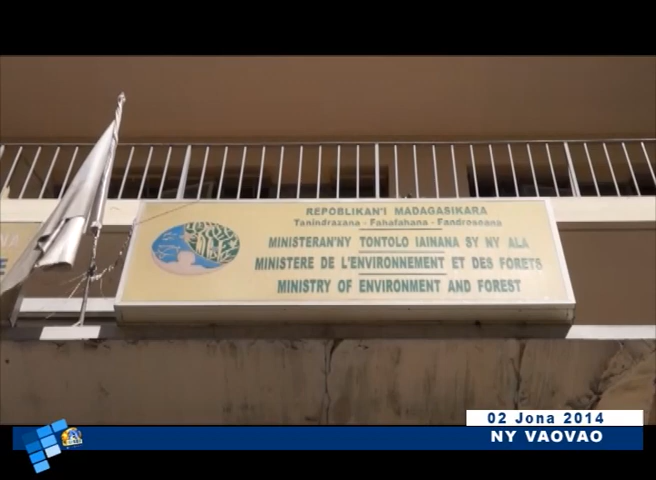 REPOBLIKAN'I MADAGASIKARA
Tanindrazana - Fahafahana - Fandrosoana
MINISTERAN'NY TONTOLO IAINANA SY NY ALA
MINISTERE DE L'ENVIRONNEMENT ET DES FORETS
MINISTRY OF ENVIRONMENT AND FOREST
NA
02 Jona 2014
NY VAOVAO